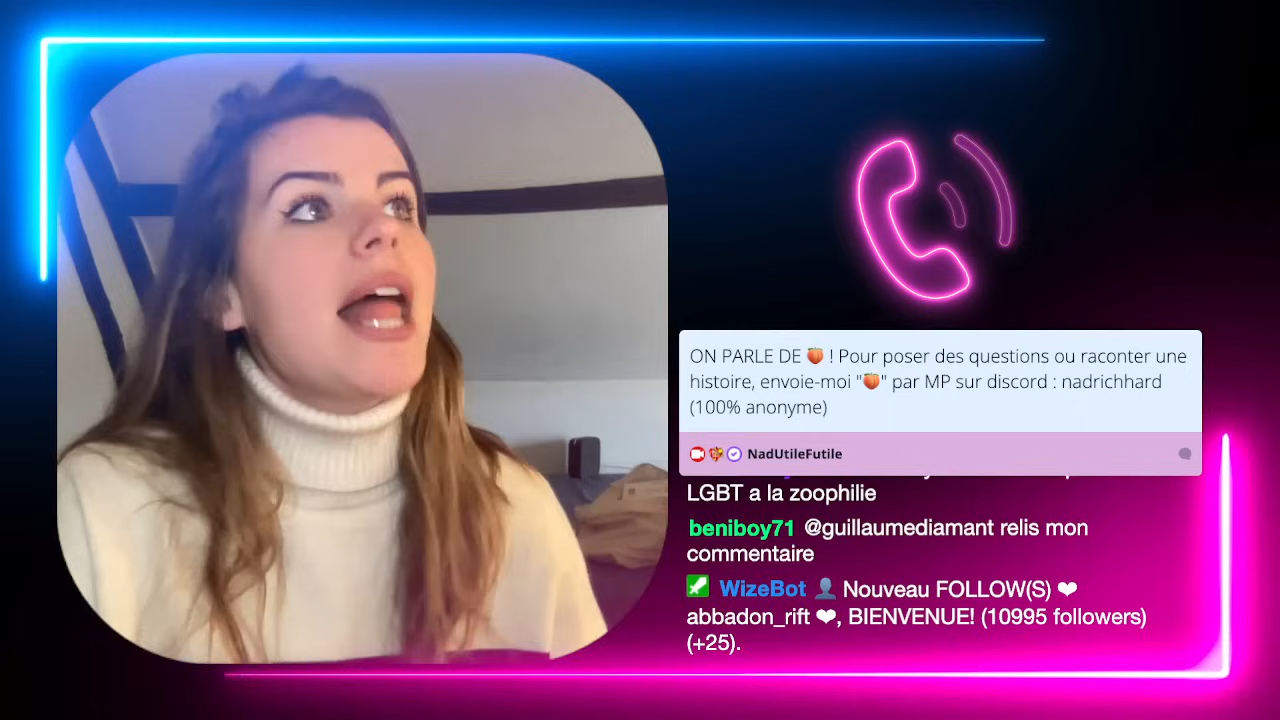 ON PARLE DE 🍑 ! Pour poser des questions ou raconter une
histoire, envoie-moi "🍑" par MP sur discord : nadrichhard
(100% anonyme)
NadUtileFutile
LGBT a la zoophilie
beniboy71 @guillaumediamant relis mon
commentaire
WizeBot 👤 Nouveau FOLLOW(S) ❤
abbadon_rift ❤, BIENVENUE! (10995 followers)
(+25).